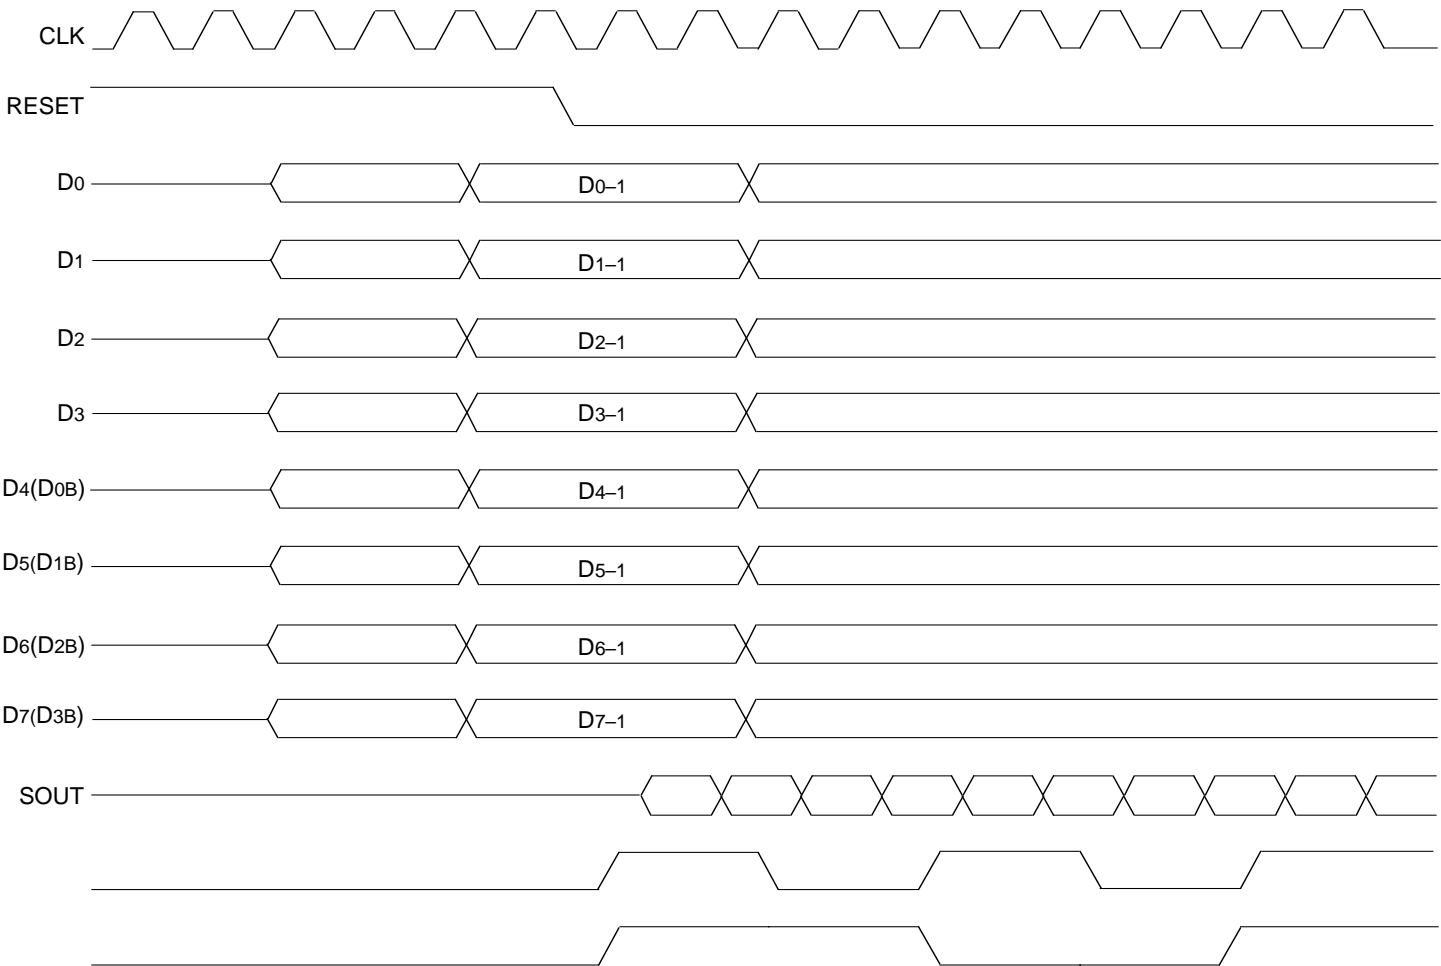 CLK
RESET
D0
D0–1
D1
D1–1
D2
D2–1
D3
D3–1
D4(D0B)
D4–1
D5(D1B)
D5–1
D6(D2B)
D6–1
D7(D3B)
D7–1
SOUT